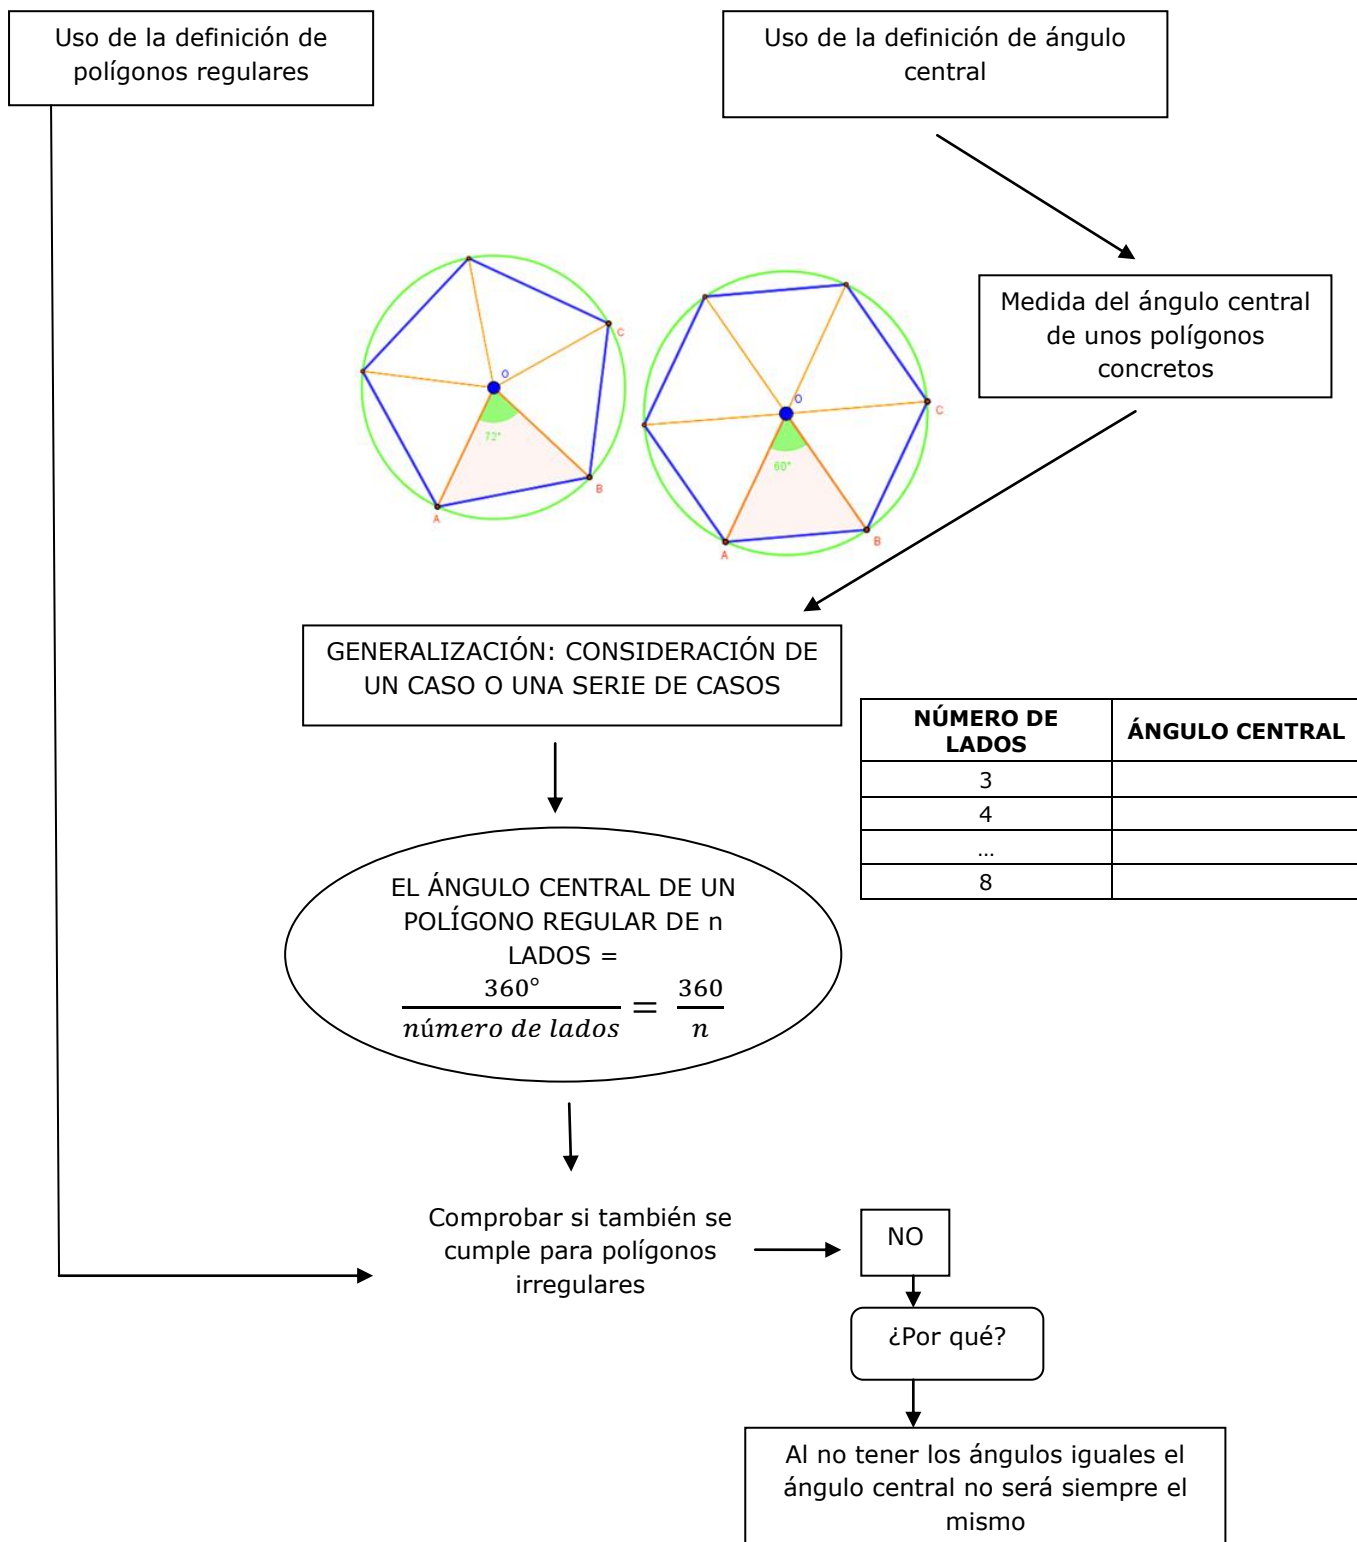 Uso de la definición de
polígonos regulares
Uso de la definición de ángulo
central
Medida del ángulo central
de unos polígonos
concretos
O
C
72°
B
A
O
C
60°
B
A
GENERALIZACIÓN: CONSIDERACIÓN DE
UN CASO O UNA SERIE DE CASOS
NÚMERO DE
LADOS
ÁNGULO CENTRAL
3
4
...
8
EL ÁNGULO CENTRAL DE UN
POLÍGONO REGULAR DE n
LADOS =
360° / número de lados = 360 / n
Comprobar si también se
cumple para polígonos
irregulares
NO
¿Por qué?
Al no tener los ángulos iguales el
ángulo central no será siempre el
mismo